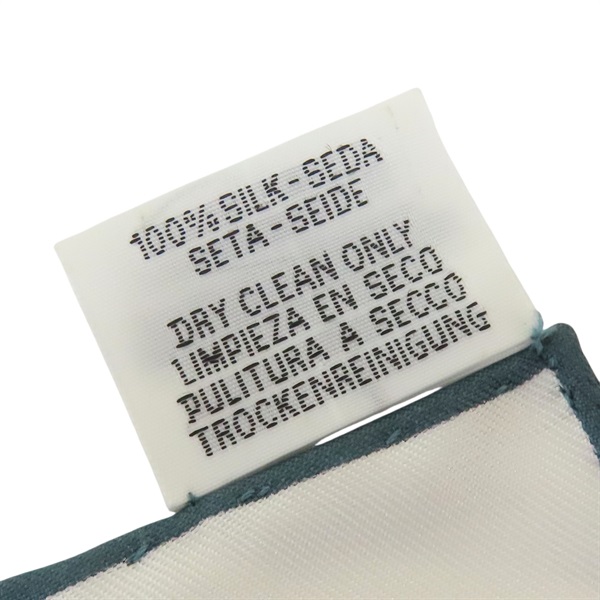 100% SILK-SEDA
SETA-SEIDE
DRY CLEAN ONLY
LIMPIEZA EN SECO
PULITURA A SECCO
TROCKENREINIGUNG